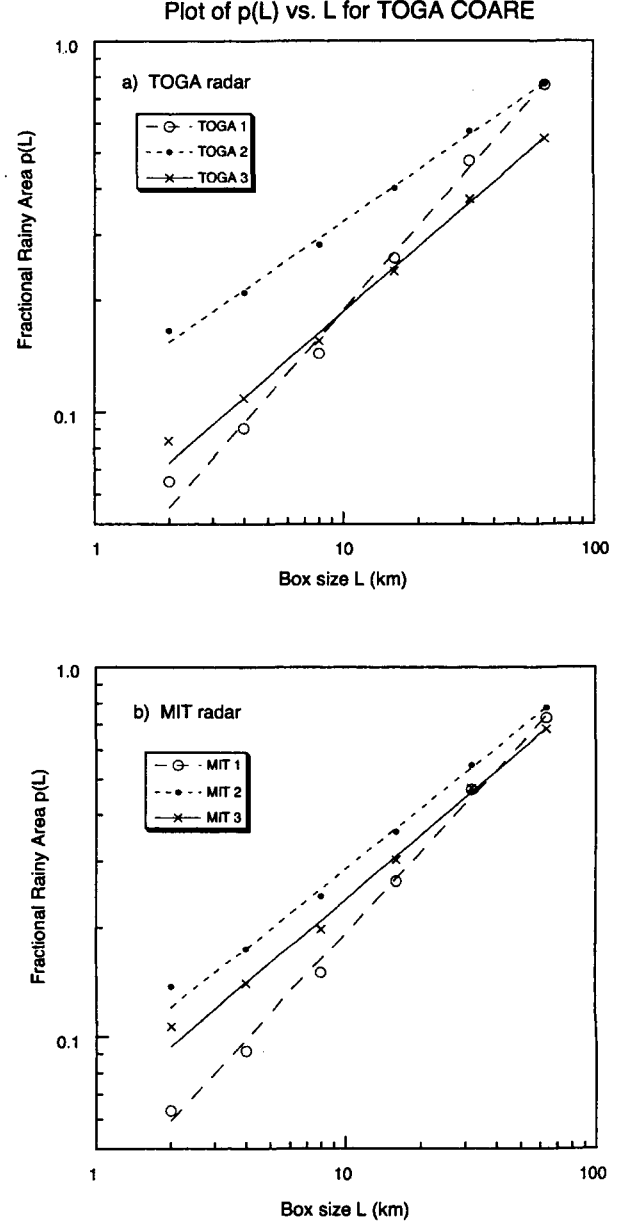 Plot of p(L) vs. L for TOGA COARE
1.0
a) TOGA radar
TOGA 1
TOGA 2
TOGA 3
Fractional Rainy Area p(L)
0.1
1
10
100
Box size L (km)
1.0
b) MIT radar
MIT 1
MIT 2
MIT 3
Fractional Rainy Area p(L)
0.1
1
10
100
Box size L (km)